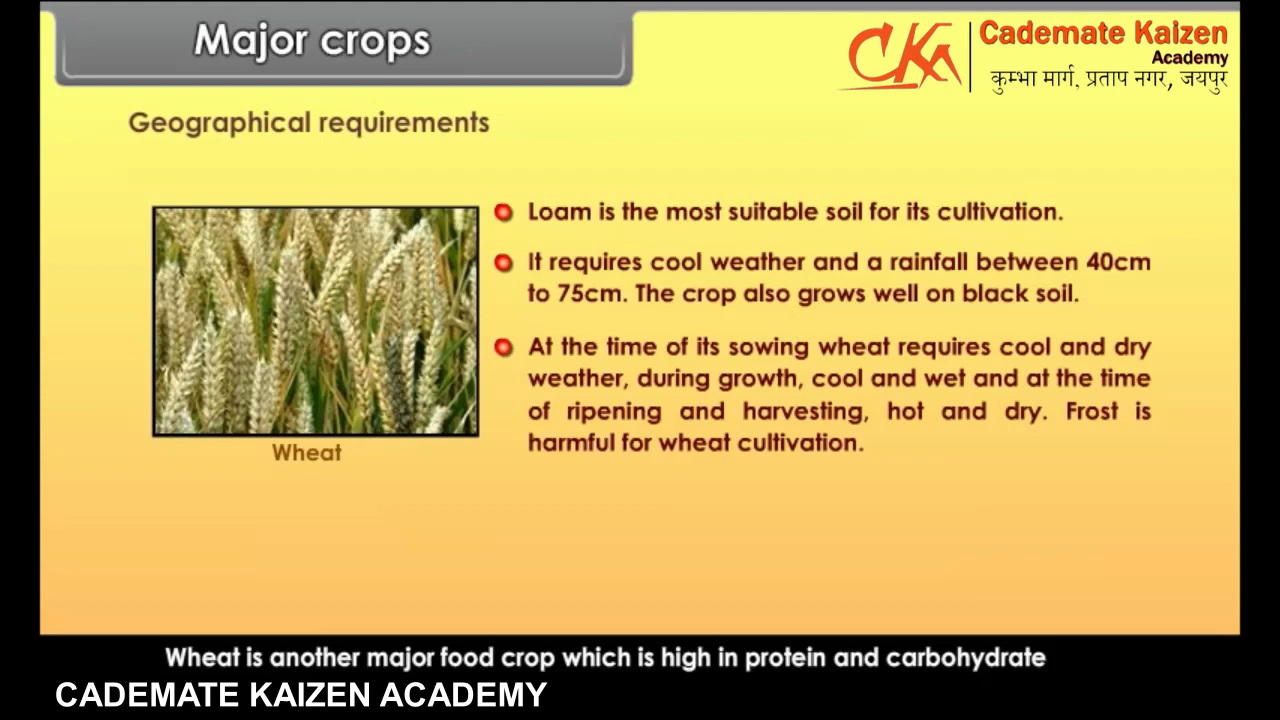 Major crops
CKA
Cademate Kaizen
Academy
कुम्भा मार्ग, प्रताप नगर, जयपुर
Geographical requirements
Loam is the most suitable soil for its cultivation.
It requires cool weather and a rainfall between 40cm
to 75cm. The crop also grows well on black soil.
At the time of its sowing wheat requires cool and dry
weather, during growth, cool and wet and at the time
of ripening and harvesting, hot and dry. Frost is
harmful for wheat cultivation.
Wheat
Wheat is another major food crop which is high in protein and carbohydrate
CADEMATE KAIZEN ACADEMY